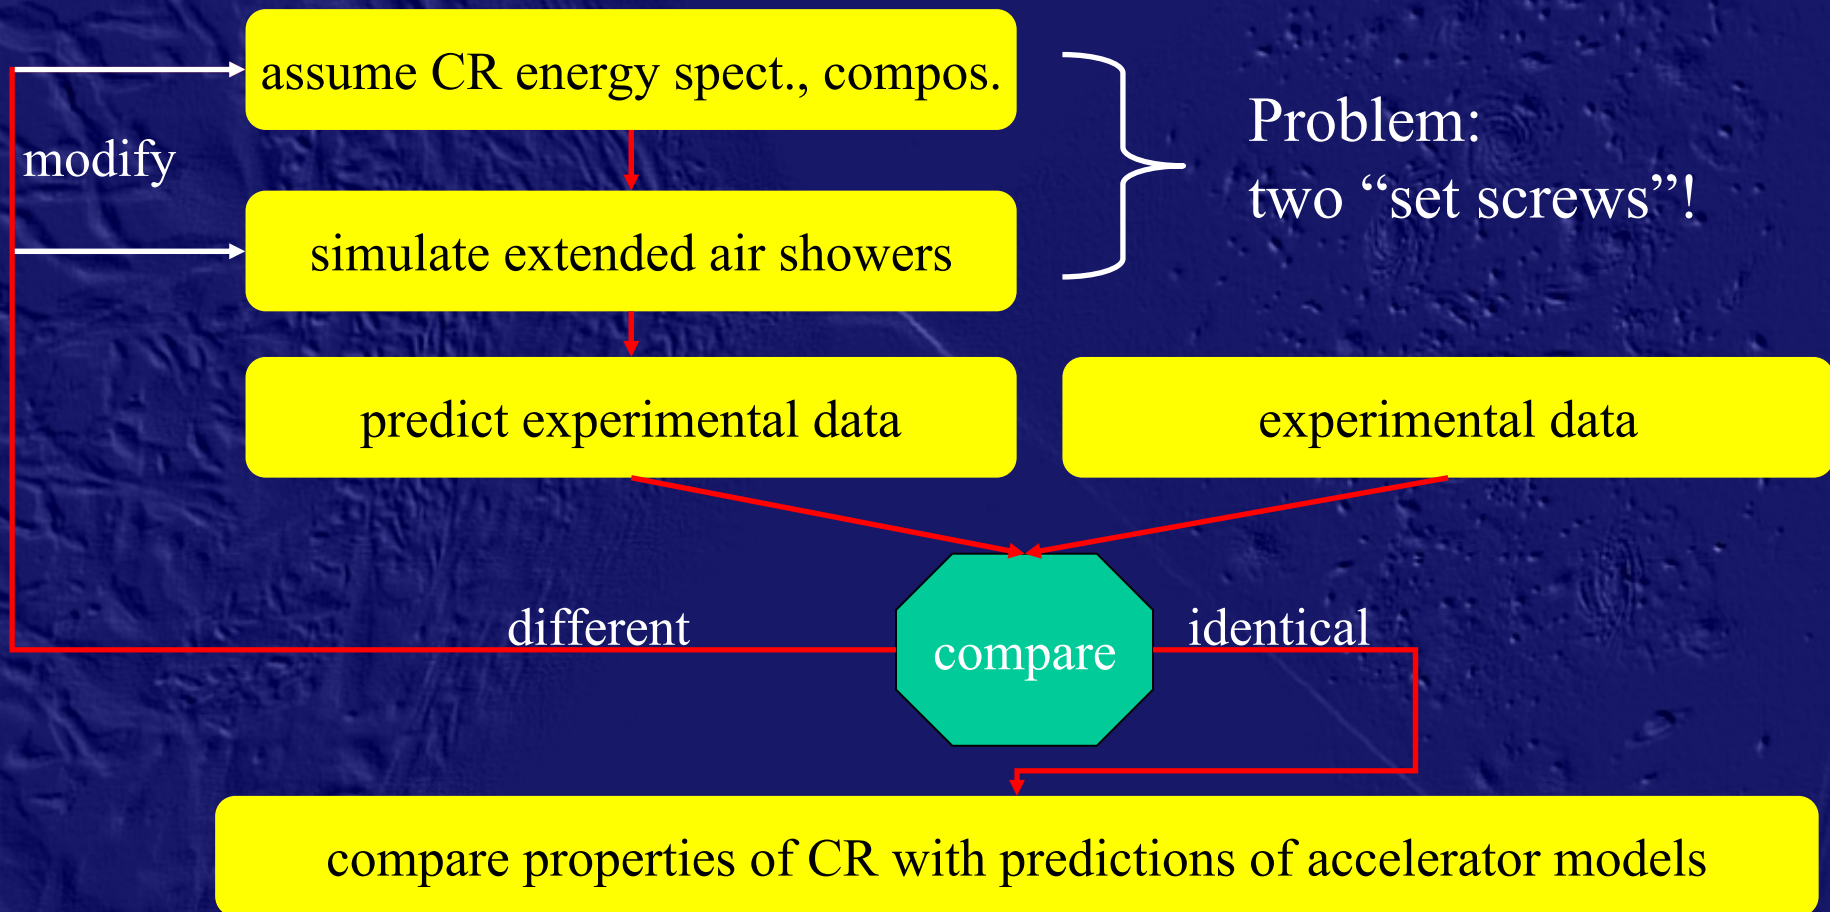 assume CR energy spect., compos.
modify
simulate extended air showers
Problem:
two “set screws”!
predict experimental data
experimental data
different
compare
identical
compare properties of CR with predictions of accelerator models